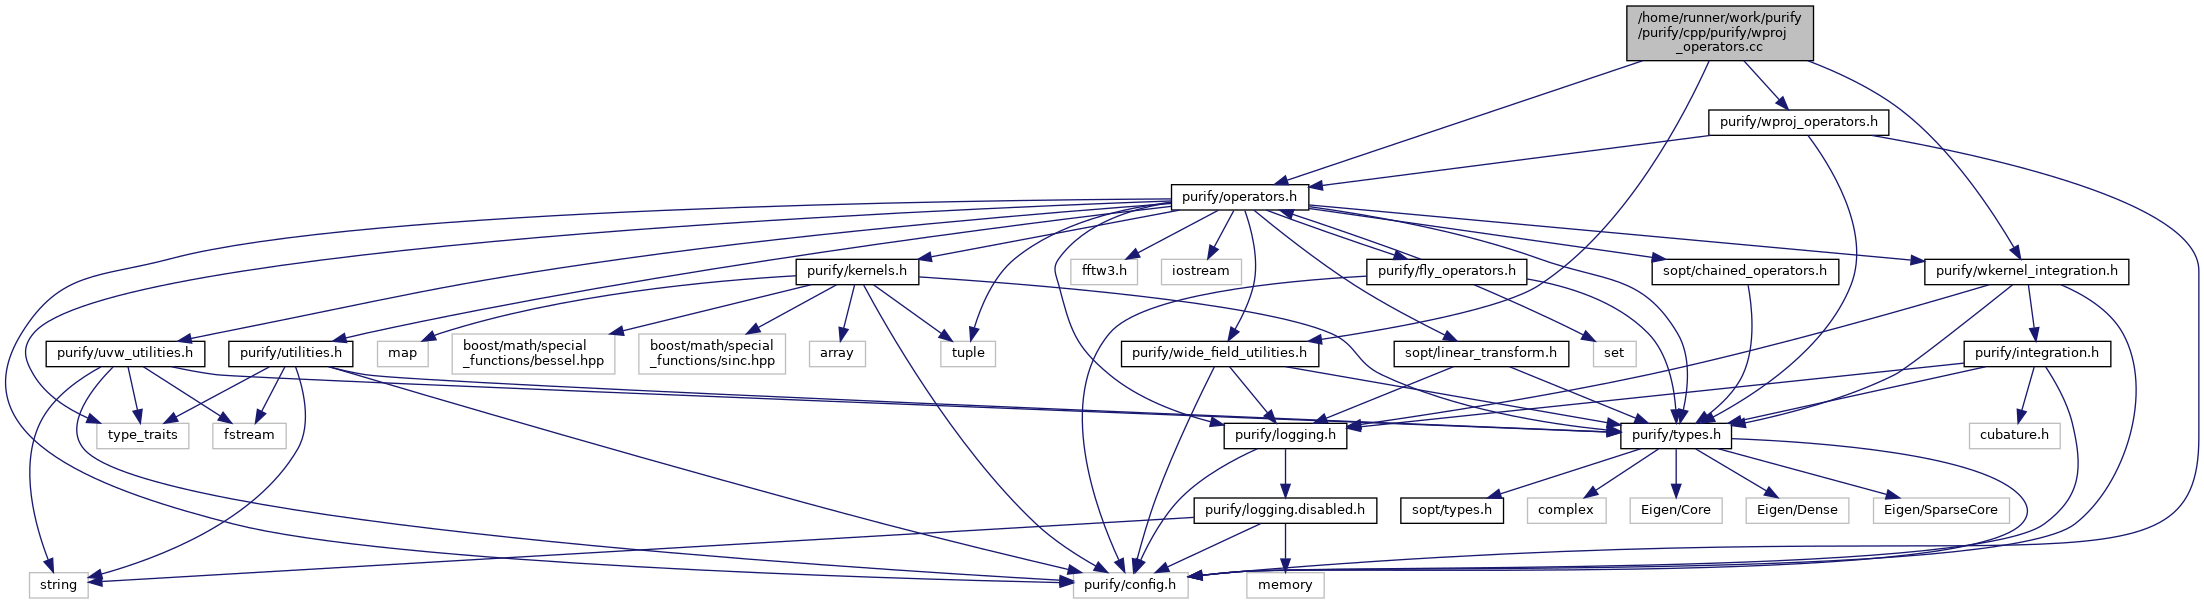 /home/runner/work/purify
/purify/cpp/purify/wproj
_operators.cc
purify/wproj_operators.h
purify/operators.h
purify/kernels.h
fftw3.h
iostream
purify/fly_operators.h
sopt/chained_operators.h
purify/wkernel_integration.h
purify/uvw_utilities.h
purify/utilities.h
map
boost/math/special
_functions/bessel.hpp
boost/math/special
_functions/sinc.hpp
array
tuple
purify/wide_field_utilities.h
sopt/linear_transform.h
set
purify/integration.h
type_traits
fstream
purify/logging.h
purify/types.h
cubature.h
purify/logging.disabled.h
sopt/types.h
complex
Eigen/Core
Eigen/Dense
Eigen/SparseCore
string
purify/config.h
memory